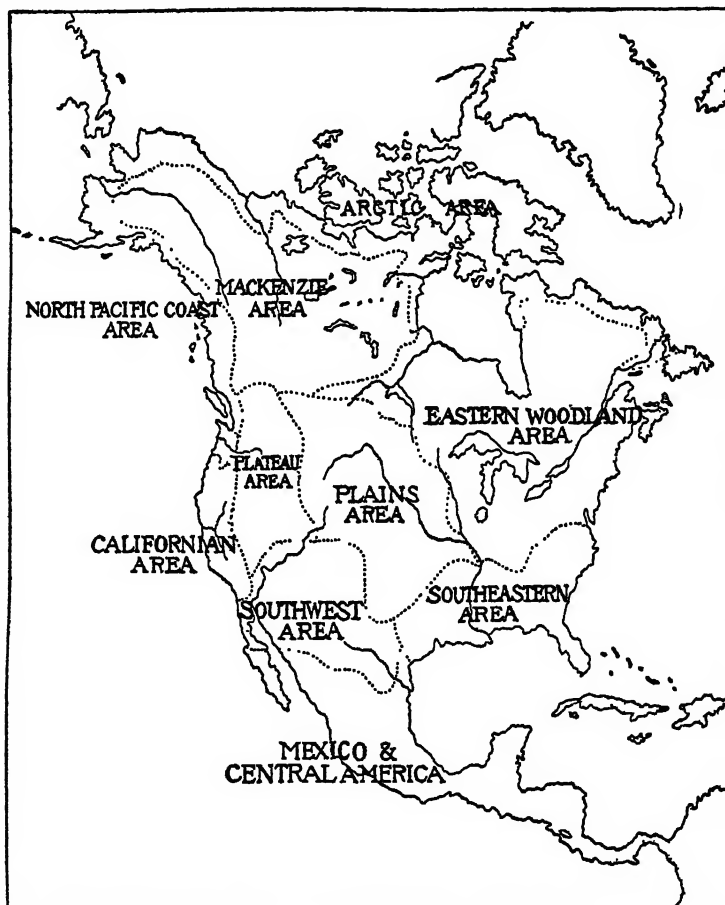 ARCTIC AREA
MACKENZIE
AREA
NORTH PACIFIC COAST
AREA
EASTERN WOODLAND
AREA
PLATEAU
AREA
PLAINS
AREA
CALIFORNIAN
AREA
SOUTHWEST
AREA
SOUTHEASTERN
AREA
MEXICO &
CENTRAL AMERICA